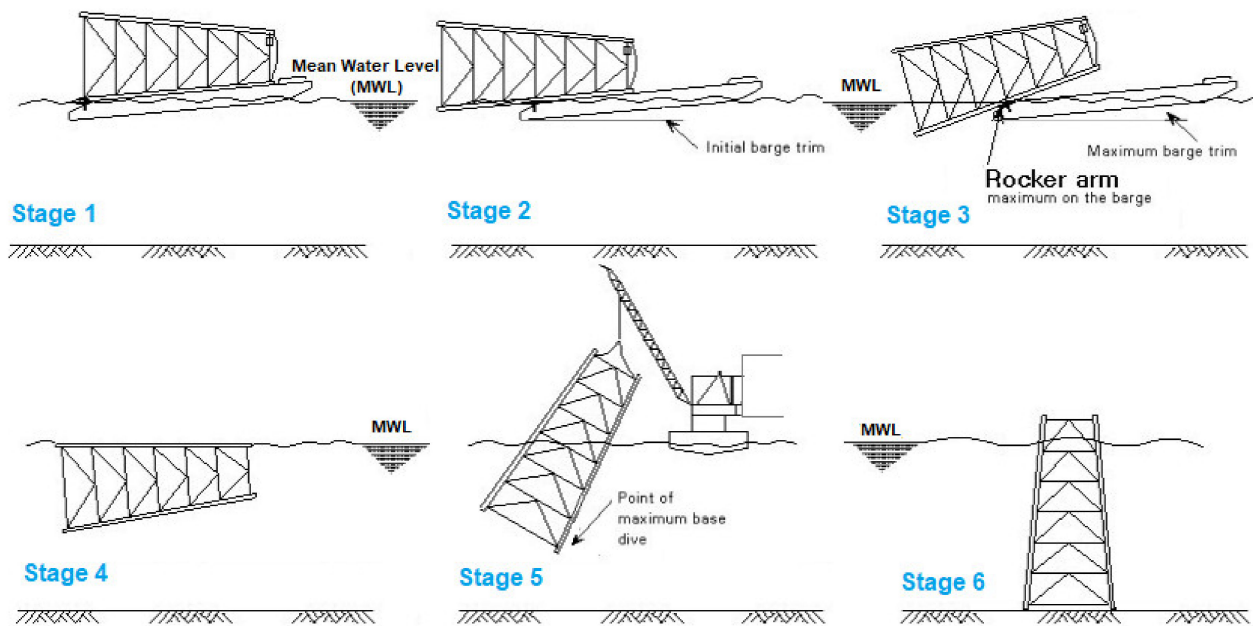 Mean Water Level
(MWL)
Stage 1
Initial barge trim
Stage 2
MWL
Rocker arm
maximum on the barge
Maximum barge trim
Stage 3
MWL
Stage 4
Point of
maximum base
dive
Stage 5
MWL
Stage 6